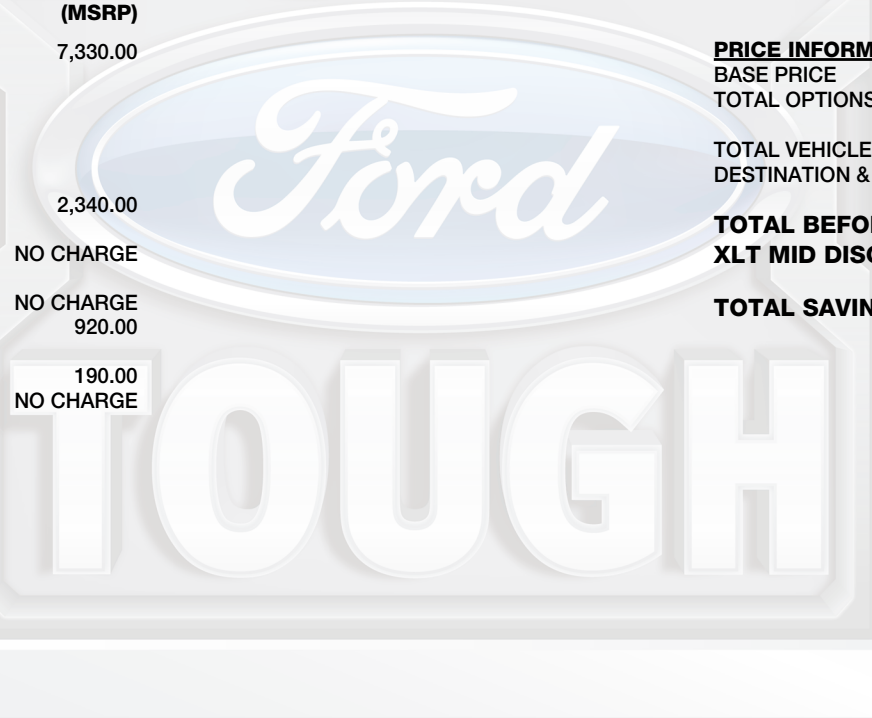 (MSRP)
7,330.00
2,340.00
NO CHARGE
NO CHARGE
920.00
190.00
NO CHARGE
PRICE INFORM
BASE PRICE
TOTAL OPTIONS
TOTAL VEHICLE
DESTINATION &
TOTAL BEFO
XLT MID DISC
TOTAL SAVIN
Ford
TOUGH